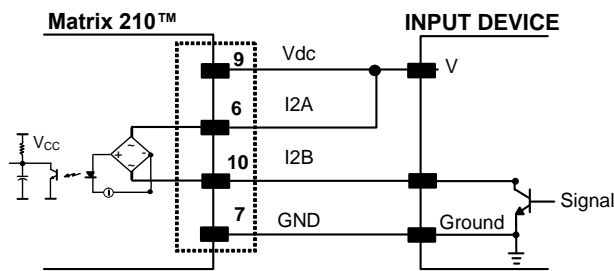 Matrix 210™
INPUT DEVICE
9 Vdc V
6 I2A
VCC
+ ~ ~ -
10 I2B
Signal
7 GND Ground